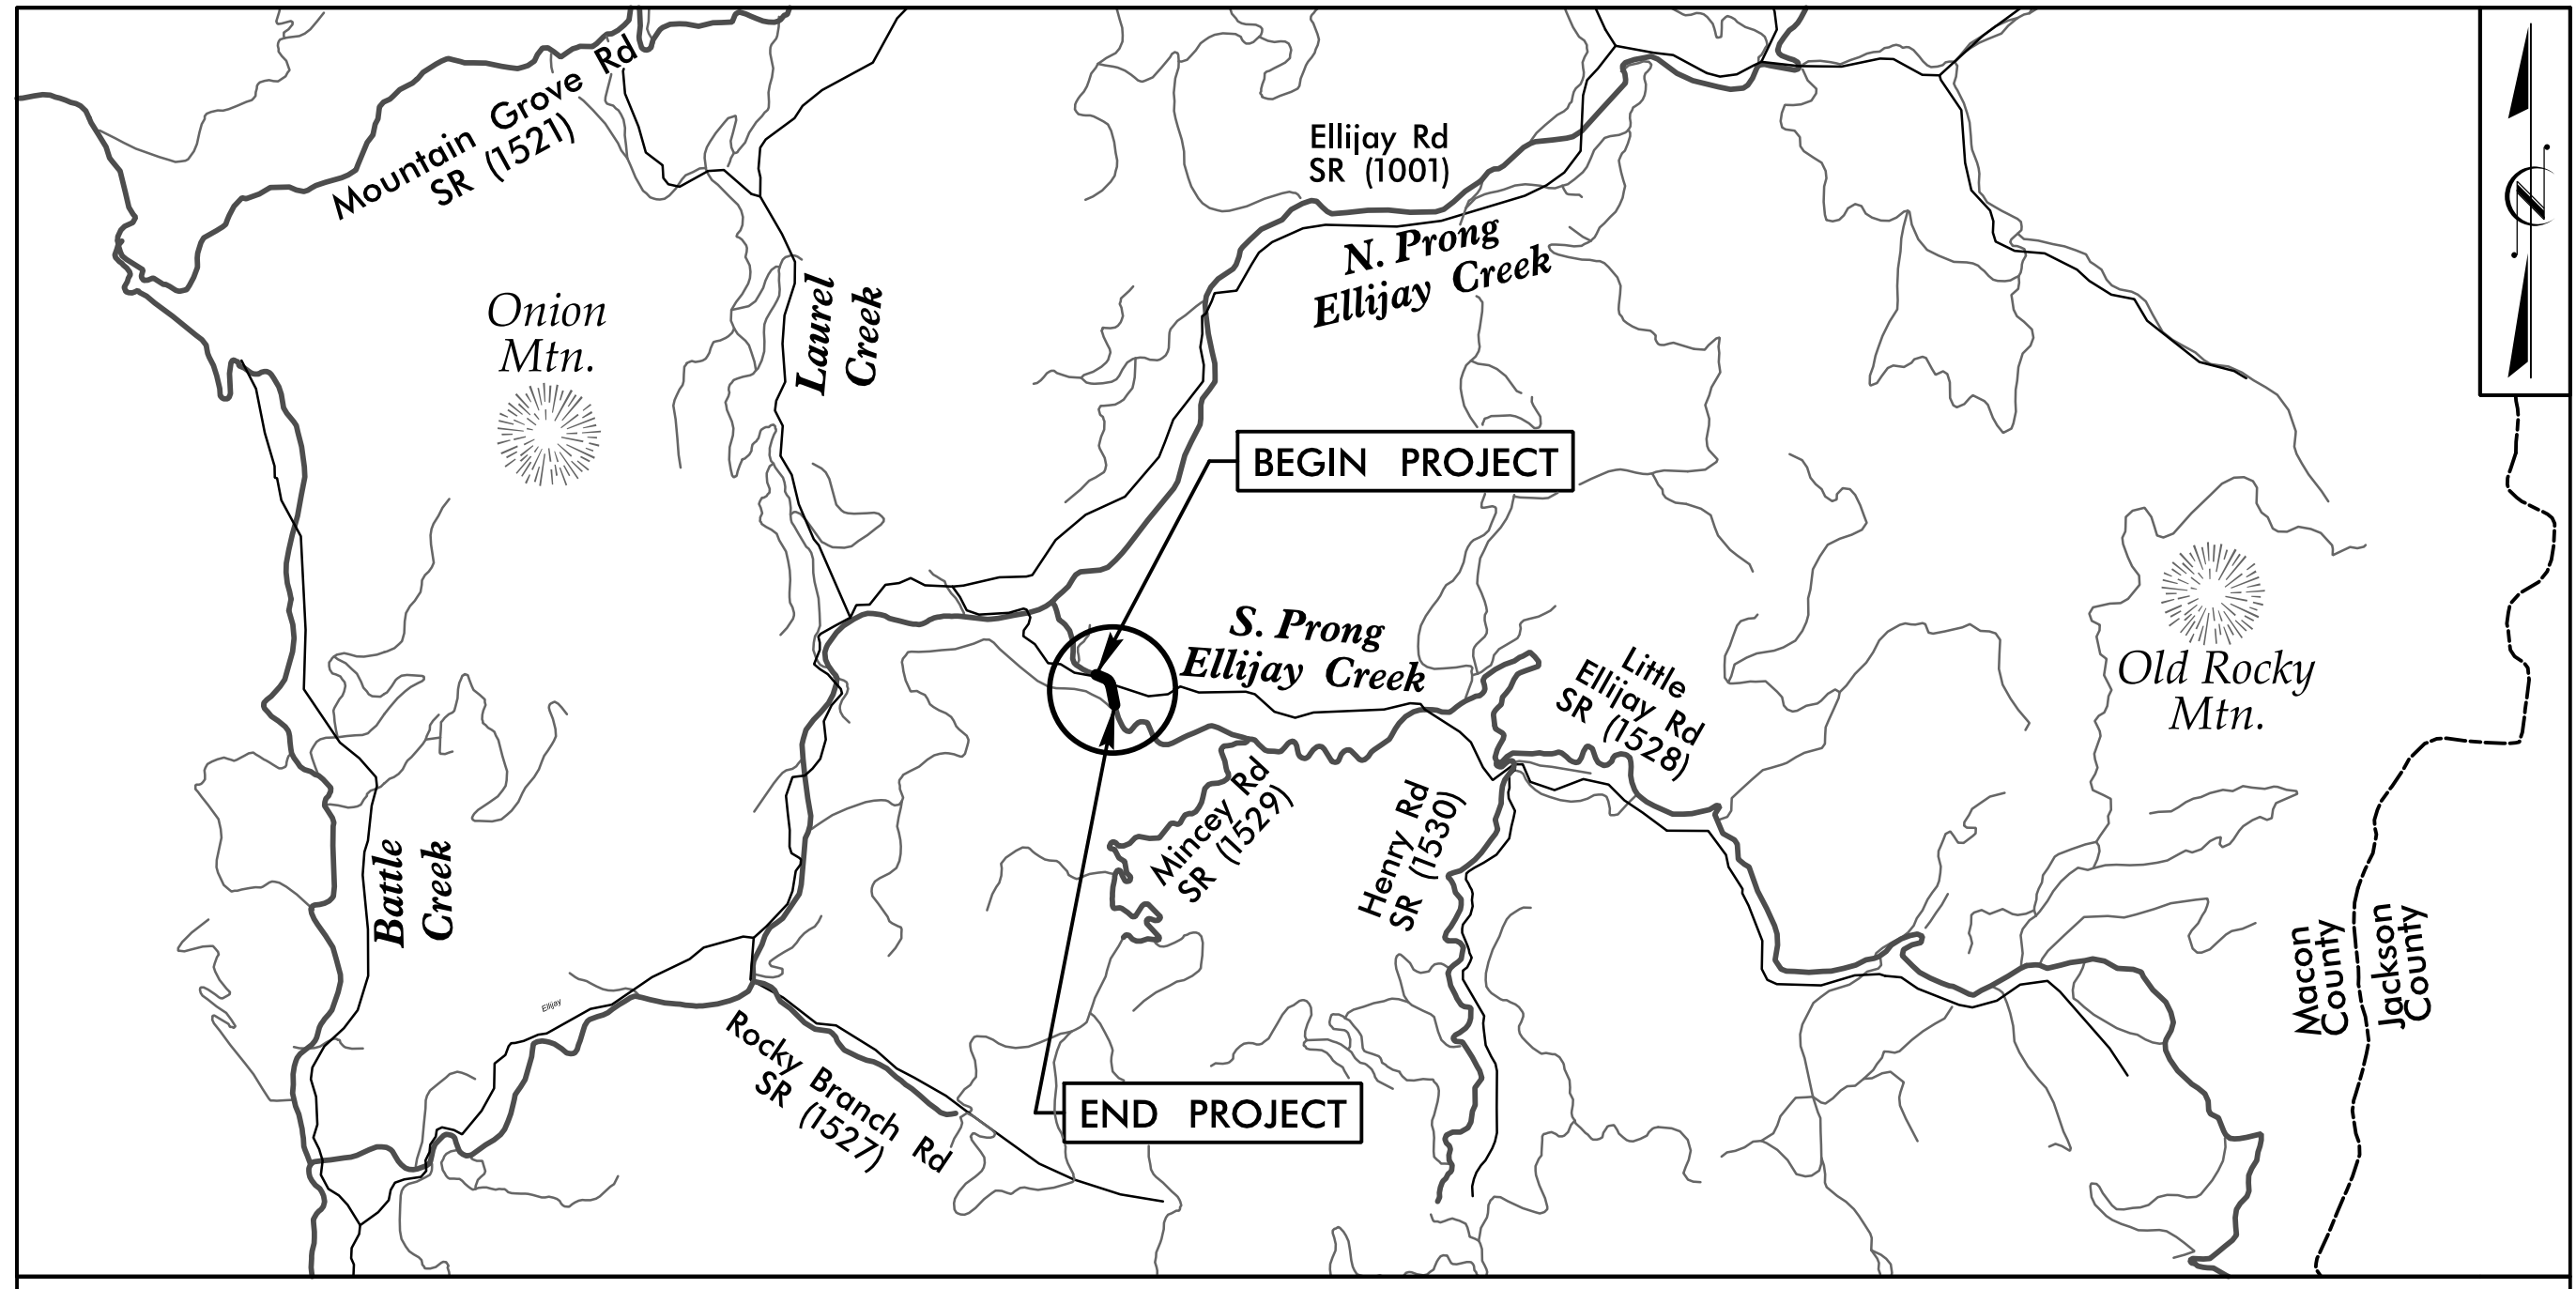 Mountain Grove Rd
SR (1521)
Ellijay Rd
SR (1001)
N. Prong
Ellijay Creek
N
Onion
Mtn.
Laurel
Creek
BEGIN PROJECT
S. Prong
Ellijay Creek
Little
Ellijay Rd
SR (1528)
Old Rocky
Mtn.
Mincey Rd
SR (1529)
Henry Rd
SR (1530)
Battle
Creek
Macon
County
Jackson
County
Ellijay
Rocky Branch Rd
SR (1527)
END PROJECT